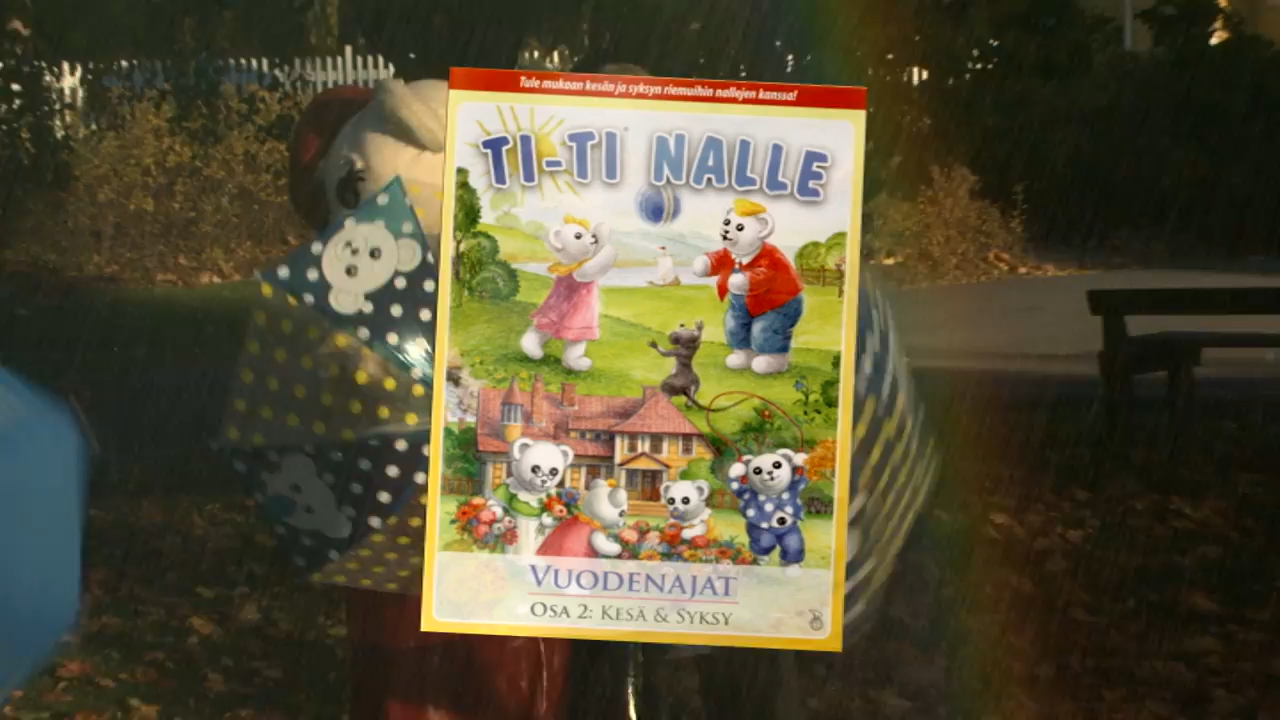 Tule mukaan kesän ja syksyn riemuihin nallejen kanssa!
TI-TI NALLE
VUODENAJAT
OSA 2: KESÄ & SYKSY